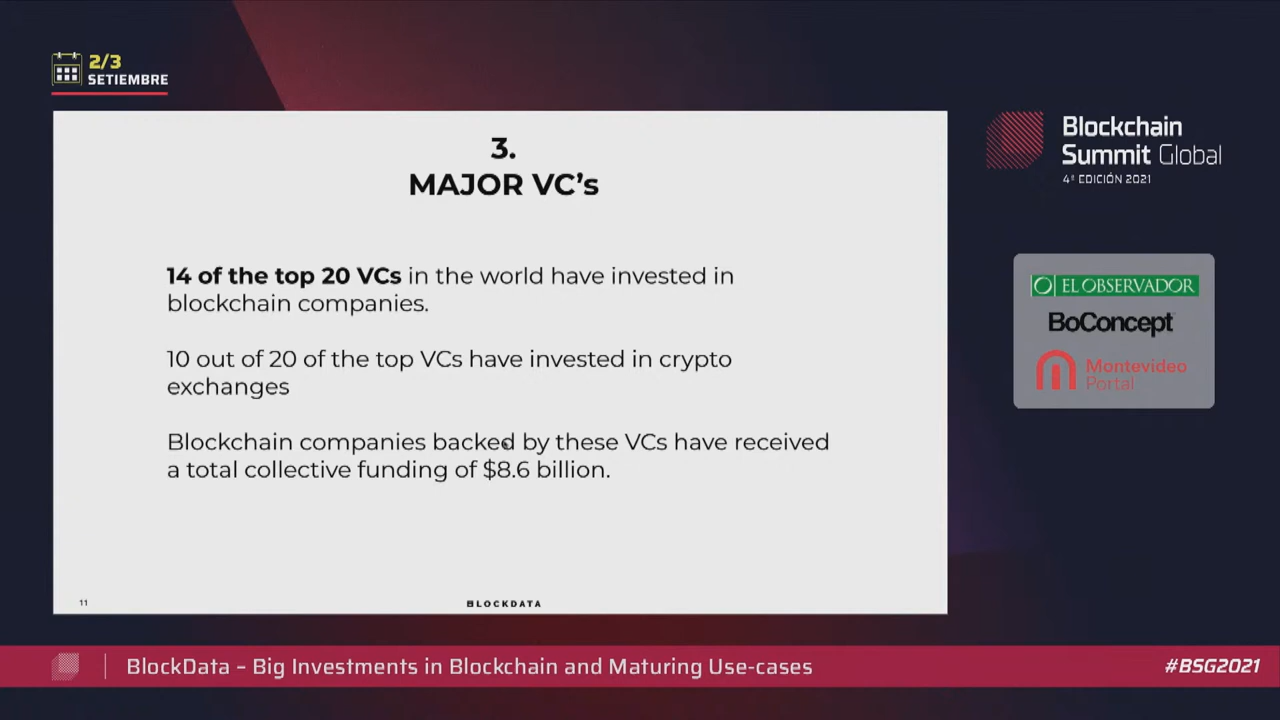 2/3
SETIEMBRE
3.
MAJOR VC’s
14 of the top 20 VCs in the world have invested in
blockchain companies.
10 out of 20 of the top VCs have invested in crypto
exchanges
Blockchain companies backed by these VCs have received
a total collective funding of $8.6 billion.
11
BLOCKDATA
Blockchain
Summit Global
4ª EDICIÓN 2021
EL OBSERVADOR
BoConcept
Montevideo
Portal
BlockData – Big Investments in Blockchain and Maturing Use-cases
#BSG2021